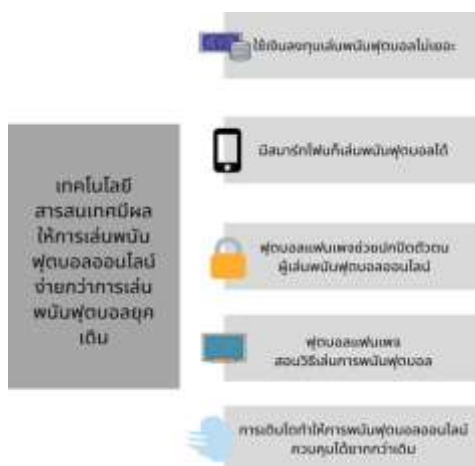 เทคโนโลยี
สารสนเทศมีผล
ให้การเล่นพนัน
ฟุตบอลออนไลน์
ง่ายกว่าการเล่น
พนันฟุตบอลยุค
เดิม
ใช้เงินลงทุนเล่นพนันฟุตบอลไม่เยอะ
มีสมาร์ทโฟนก็เล่นพนันฟุตบอลได้
ฟุตบอลแฟนเพจช่วยปกปิดตัวตน
ผู้เล่นพนันฟุตบอลออนไลน์
ฟุตบอลแฟนเพจ
สอนวิธีเล่นการพนันฟุตบอล
การเติบโตทำให้การพนันฟุตบอลออนไลน์
ควบคุมได้ยากกว่าเดิม